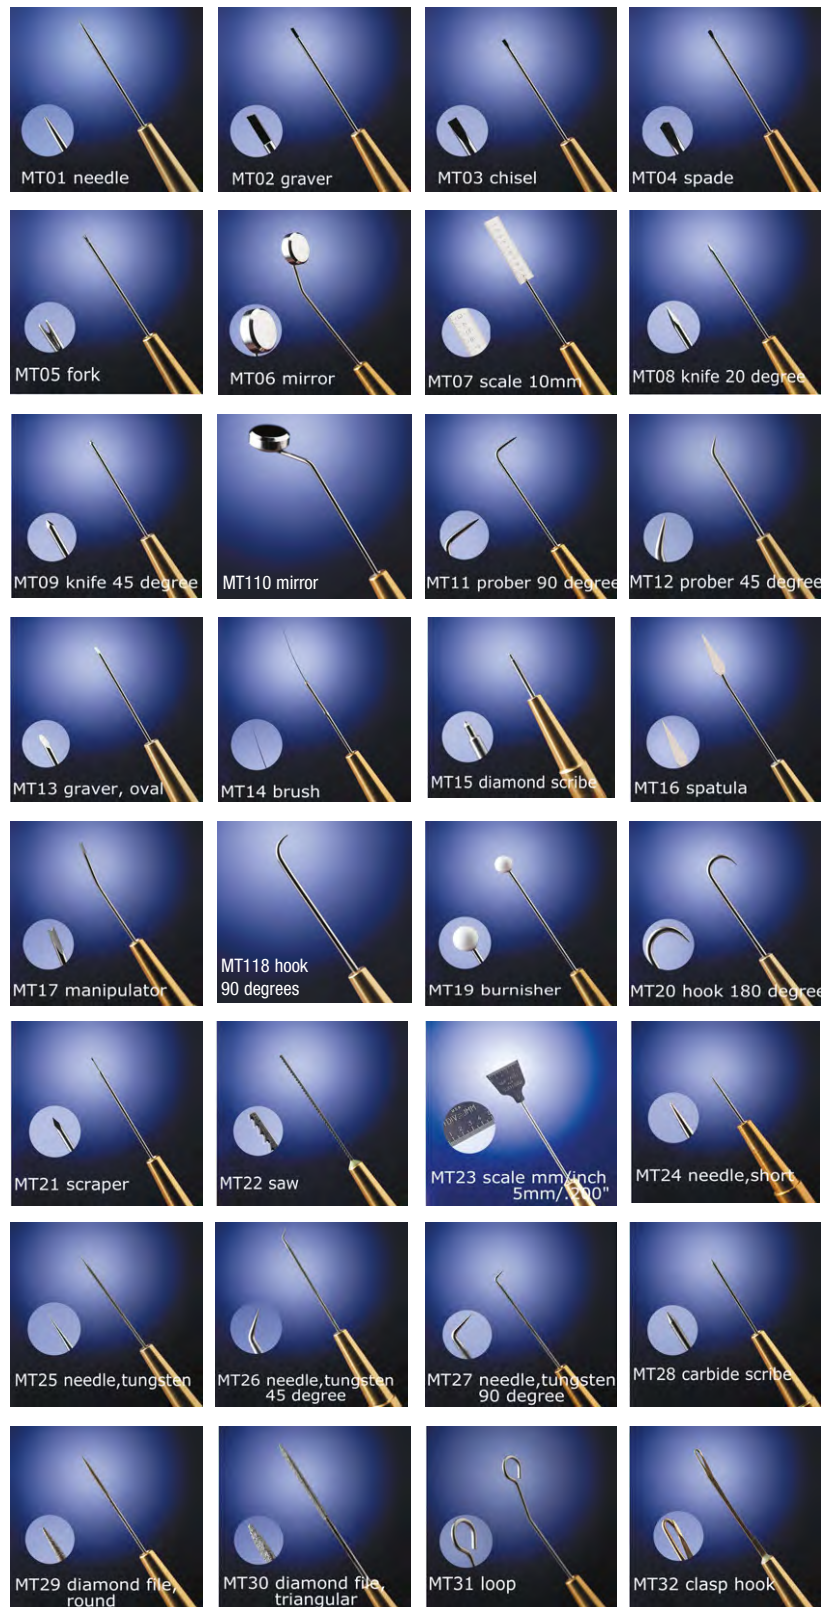 MT01 needle
MT02 graver
MT03 chisel
MT04 spade
MT05 fork
MT06 mirror
MT07 scale 10mm
MT08 knife 20 degree
MT09 knife 45 degree
MT110 mirror
MT11 prober 90 degree
MT12 prober 45 degree
MT13 graver, oval
MT14 brush
MT15 diamond scribe
MT16 spatula
MT17 manipulator
MT118 hook
90 degrees
MT19 burnisher
MT20 hook 180 degree
MT21 scraper
MT22 saw
MT23 scale mm/inch
5mm/.200"
MT24 needle,short
MT25 needle,tungsten
MT26 needle,tungsten
45 degree
MT27 needle,tungsten
90 degree
MT28 carbide scribe
MT29 diamond file,
round
MT30 diamond file,
triangular
MT31 loop
MT32 clasp hook